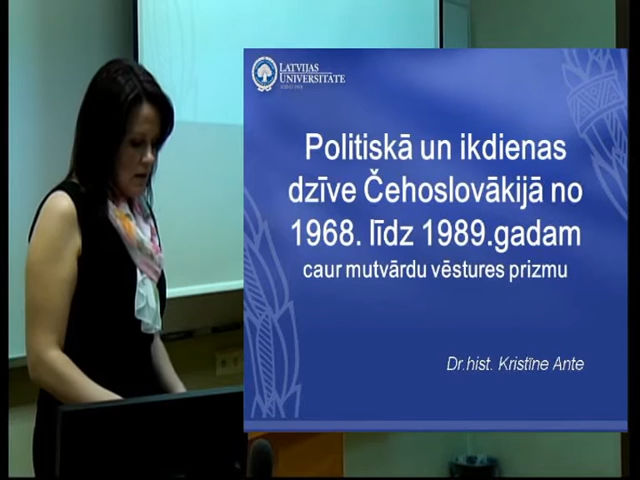 LATVIJAS
UNIVERSITĀTE
Politiskā un ikdienas
dzīve Čehoslovākijā no
1968. līdz 1989.gadam
caur mutvārdu vēstures prizmu
Dr.hist. Kristīne Ante